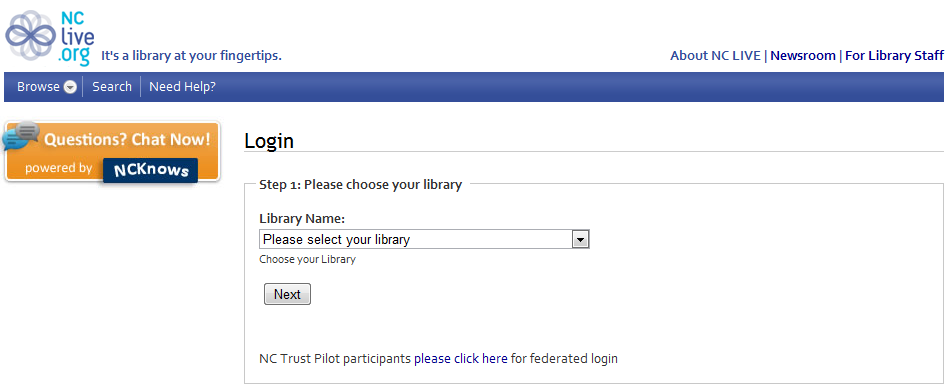 NC
live
.org
It's a library at your fingertips.
About NC LIVE | Newsroom | For Library Staff
Browse Search Need Help?
Questions? Chat Now!
powered by NCKnows
Login
Step 1: Please choose your library
Library Name:
Please select your library
Choose your Library
Next
NC Trust Pilot participants please click here for federated login